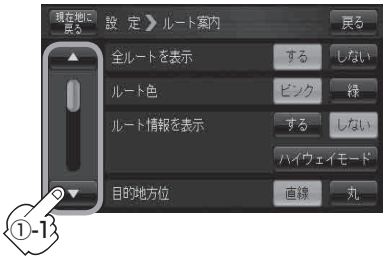 現在地に
戻る
設 定 ルート案内
戻る
▲
全ルートを表示 する しない
ルート色 ピンク 緑
ルート情報を表示 する しない
ハイウェイモード
▼
目的地方位 直線 丸
①-1